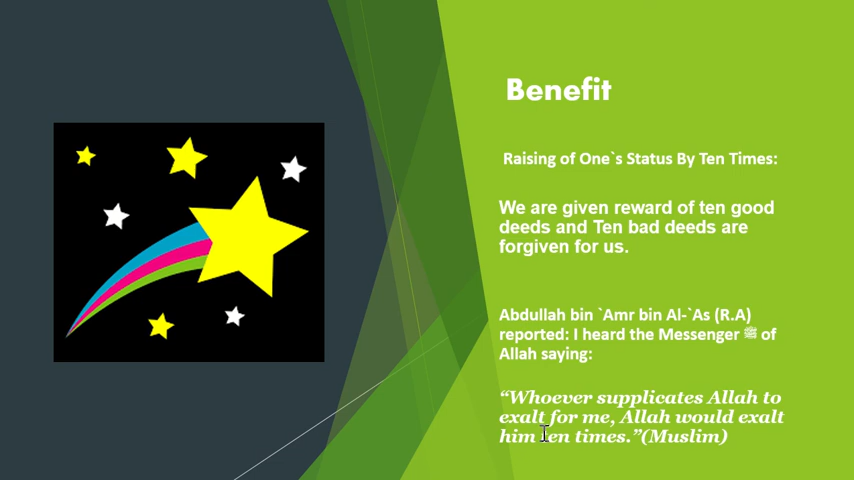 Benefit
Raising of One`s Status By Ten Times:
We are given reward of ten good
deeds and Ten bad deeds are
forgiven for us.
Abdullah bin `Amr bin Al-`As (R.A)
reported: I heard the Messenger ﷺ of
Allah saying:
“Whoever supplicates Allah to
exalt for me, Allah would exalt
him ten times.”(Muslim)